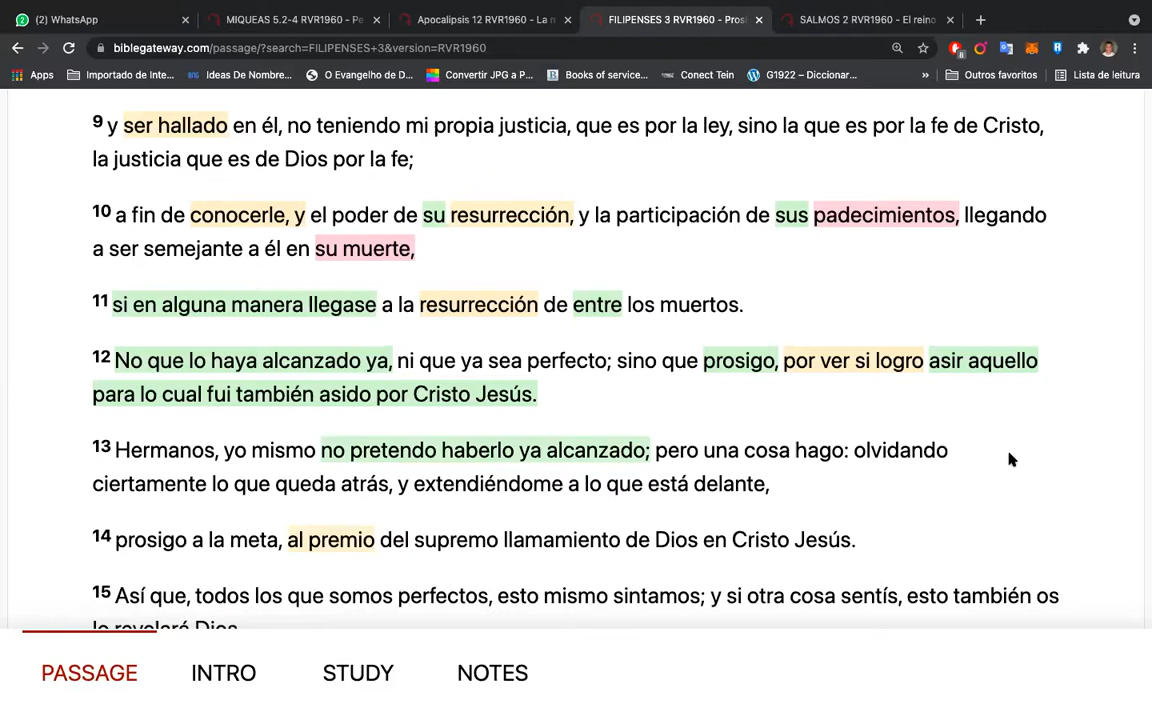 (2) WhatsApp
MIQUEAS 5.2-4 RVR1960 - Pe
Apocalipsis 12 RVR1960 - La n
FILIPENSES 3 RVR1960 - Prosi
SALMOS 2 RVR1960 - El reino
biblegateway.com/passage/?search=FILIPENSES+3&version=RVR1960
Apps
Importado de Inte...
Ideas De Nombre...
O Evangelho de D...
Convertir JPG a P...
Books of service...
Conect Tein
G1922 – Diccionar...
»
Outros favoritos
Lista de leitura
9 y ser hallado en él, no teniendo mi propia justicia, que es por la ley, sino la que es por la fe de Cristo,
la justicia que es de Dios por la fe;
10 a fin de conocerle, y el poder de su resurrección, y la participación de sus padecimientos, llegando
a ser semejante a él en su muerte,
11 si en alguna manera llegase a la resurrección de entre los muertos.
12 No que lo haya alcanzado ya, ni que ya sea perfecto; sino que prosigo, por ver si logro asir aquello
para lo cual fui también asido por Cristo Jesús.
13 Hermanos, yo mismo no pretendo haberlo ya alcanzado; pero una cosa hago: olvidando
ciertamente lo que queda atrás, y extendiéndome a lo que está delante,
14 prosigo a la meta, al premio del supremo llamamiento de Dios en Cristo Jesús.
15 Así que, todos los que somos perfectos, esto mismo sintamos; y si otra cosa sentís, esto también os
lo revelará Dios.
PASSAGE
INTRO
STUDY
NOTES